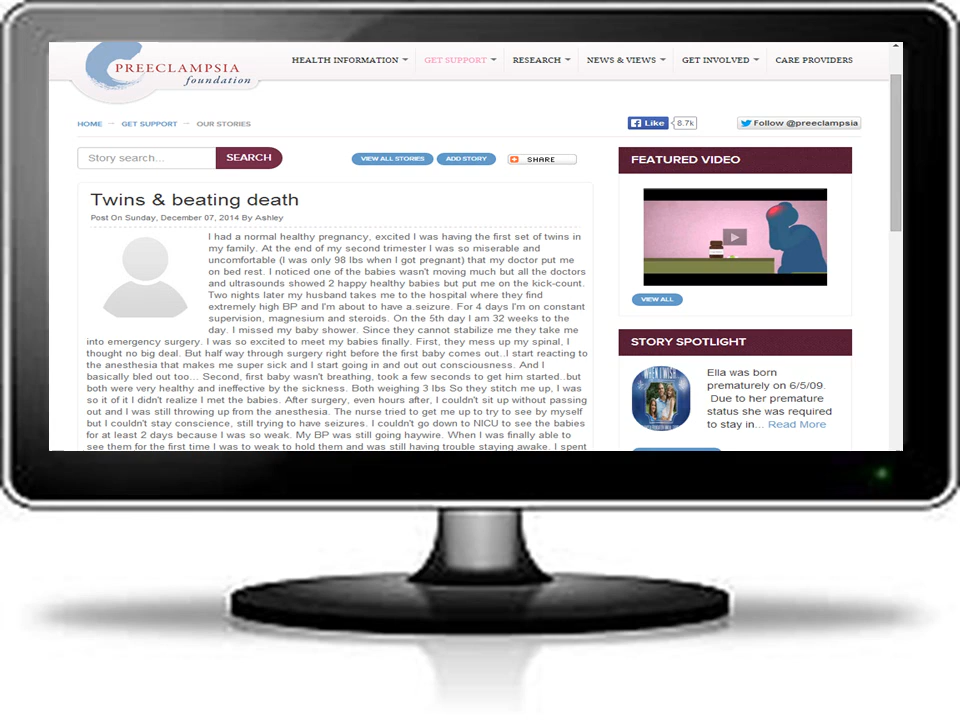 PREECLAMPSIA
foundation
HEALTH INFORMATION
GET SUPPORT
RESEARCH
NEWS & VIEWS
GET INVOLVED
CARE PROVIDERS
HOME → GET SUPPORT → OUR STORIES
Like 8.7k
Follow @preeclampsia
Story search...
SEARCH
VIEW ALL STORIES
ADD STORY
SHARE
Twins & beating death
Post On Sunday, December 07, 2014 By Ashley
I had a normal healthy pregnancy, excited I was having the first set of twins in
my family. At the end of my second trimester I was so miserable and
uncomfortable (I was only 98 lbs when I got pregnant) that my doctor put me
on bed rest. I noticed one of the babies wasn't moving much but all the doctors
and ultrasounds showed 2 happy healthy babies but put me on the kick-count.
Two nights later my husband takes me to the hospital where they find
extremely high BP and I'm about to have a seizure. For 4 days I'm on constant
supervision, magnesium and steroids. On the 5th day I am 32 weeks to the
day. I missed my baby shower. Since they cannot stabilize me they take me
into emergency surgery. I was so excited to meet my babies finally. First, they mess up my spinal, I
thought no big deal. But half way through surgery right before the first baby comes out..I start reacting to
the anesthesia that makes me super sick and I start going in and out out consciousness. And I
basically bled out too... Second, first baby wasn't breathing, took a few seconds to get him started..but
both were very healthy and ineffective by the sickness. Both weighing 3 lbs So they stitch me up, I was
so it of it I didn't realize I met the babies. After surgery, even hours after, I couldn't sit up without passing
out and I was still throwing up from the anesthesia. The nurse tried to get me up to try to see by myself
but I couldn't stay conscience, still trying to have seizures. I couldn't go down to NICU to see the babies
for at least 2 days because I was so weak. My BP was still going haywire. When I was finally able to
see them for the first time I was to weak to hold them and was still having trouble staying awake. I spent
FEATURED VIDEO
VIEW ALL
STORY SPOTLIGHT
Ella was born
prematurely on 6/5/09.
Due to her premature
status she was required
to stay in... Read More